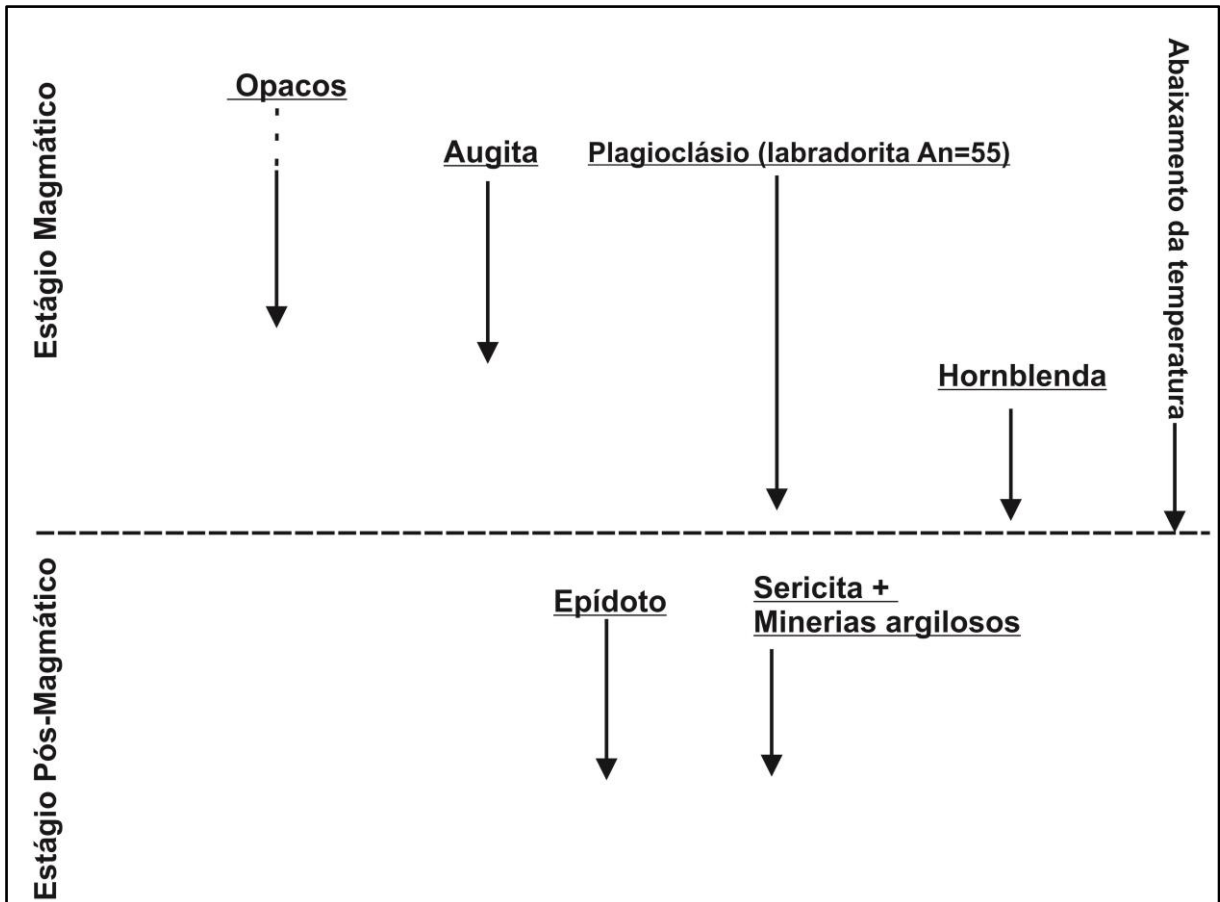 Estágio Magmático
Opacos
Augita
Plagioclásio (labradorita An=55)
Hornblenda
Abaixamento da temperatura
Estágio Pós-Magmático
Epídoto
Sericita +
Minerias argilosos